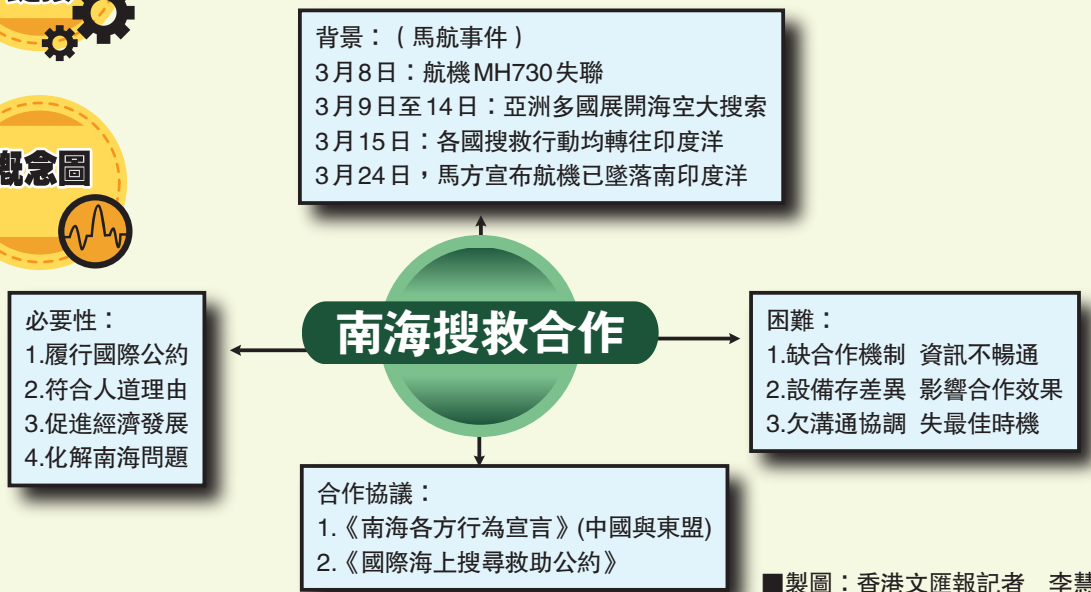 背景：（馬航事件）
3月8日：航機MH730失聯
3月9日至14日：亞洲多國展開海空大搜索
3月15日：各國搜救行動均轉往印度洋
3月24日，馬方宣布航機已墜落南印度洋
概念圖
南海搜救合作
必要性：
1.履行國際公約
2.符合人道理由
3.促進經濟發展
4.化解南海問題
困難：
1.缺合作機制 資訊不暢通
2.設備存差異 影響合作效果
3.欠溝通協調 失最佳時機
合作協議：
1.《南海各方行為宣言》(中國與東盟)
2.《國際海上搜尋救助公約》
■製圖：香港文匯報記者 李慧